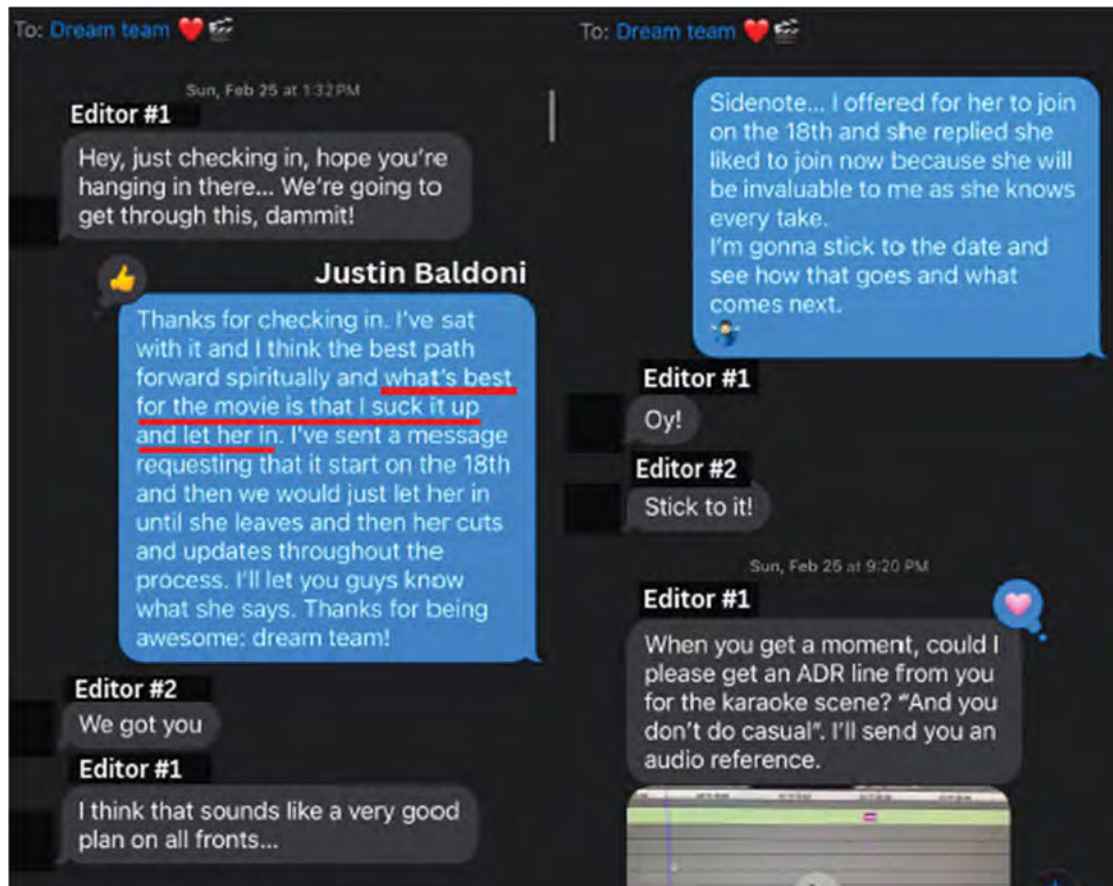 To: Dream team ❤️🎬
Sun, Feb 25 at 1:32 PM
Editor #1
Hey, just checking in, hope you're
hanging in there... We're going to
get through this, dammit!
Justin Baldoni
Thanks for checking in. I've sat
with it and I think the best path
forward spiritually and what's best
for the movie is that I suck it up
and let her in. I've sent a message
requesting that it start on the 18th
and then we would just let her in
until she leaves and then her cuts
and updates throughout the
process. I'll let you guys know
what she says. Thanks for being
awesome: dream team!
Editor #2
We got you
Editor #1
I think that sounds like a very good
plan on all fronts...
To: Dream team ❤️🎬
Sidenote... I offered for her to join
on the 18th and she replied she
liked to join now because she will
be invaluable to me as she knows
every take.
I'm gonna stick to the date and
see how that goes and what
comes next.
🤷🏻‍♂️
Editor #1
Oy!
Editor #2
Stick to it!
Sun, Feb 25 at 9:20 PM
Editor #1
When you get a moment, could I
please get an ADR line from you
for the karaoke scene? "And you
don't do casual". I'll send you an
audio reference.